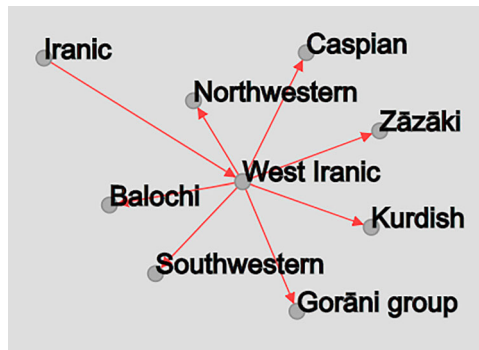 Iranic
Caspian
Northwestern
Zāzāki
West Iranic
Balochi
Kurdish
Southwestern
Gorāni group